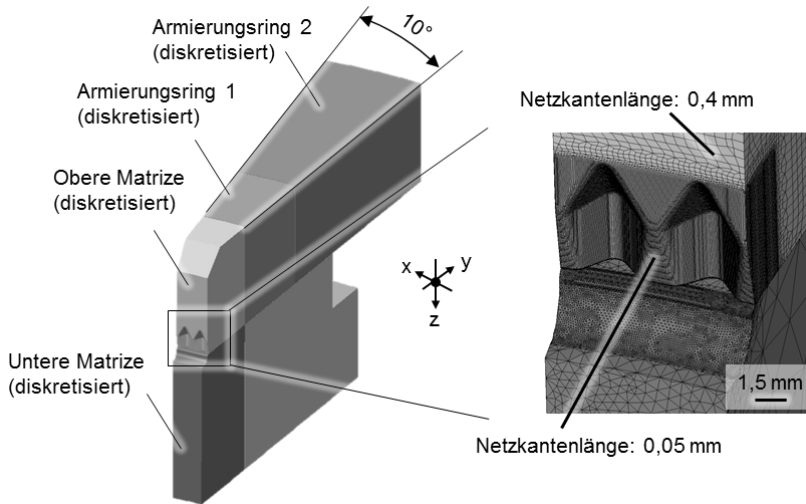 Armierungsring 2
(diskretisiert)
10°
Armierungsring 1
(diskretisiert)
Obere Matrize
(diskretisiert)
Untere Matrize
(diskretisiert)
x
y
z
Netzkantenlänge: 0,4 mm
1,5 mm
Netzkantenlänge: 0,05 mm